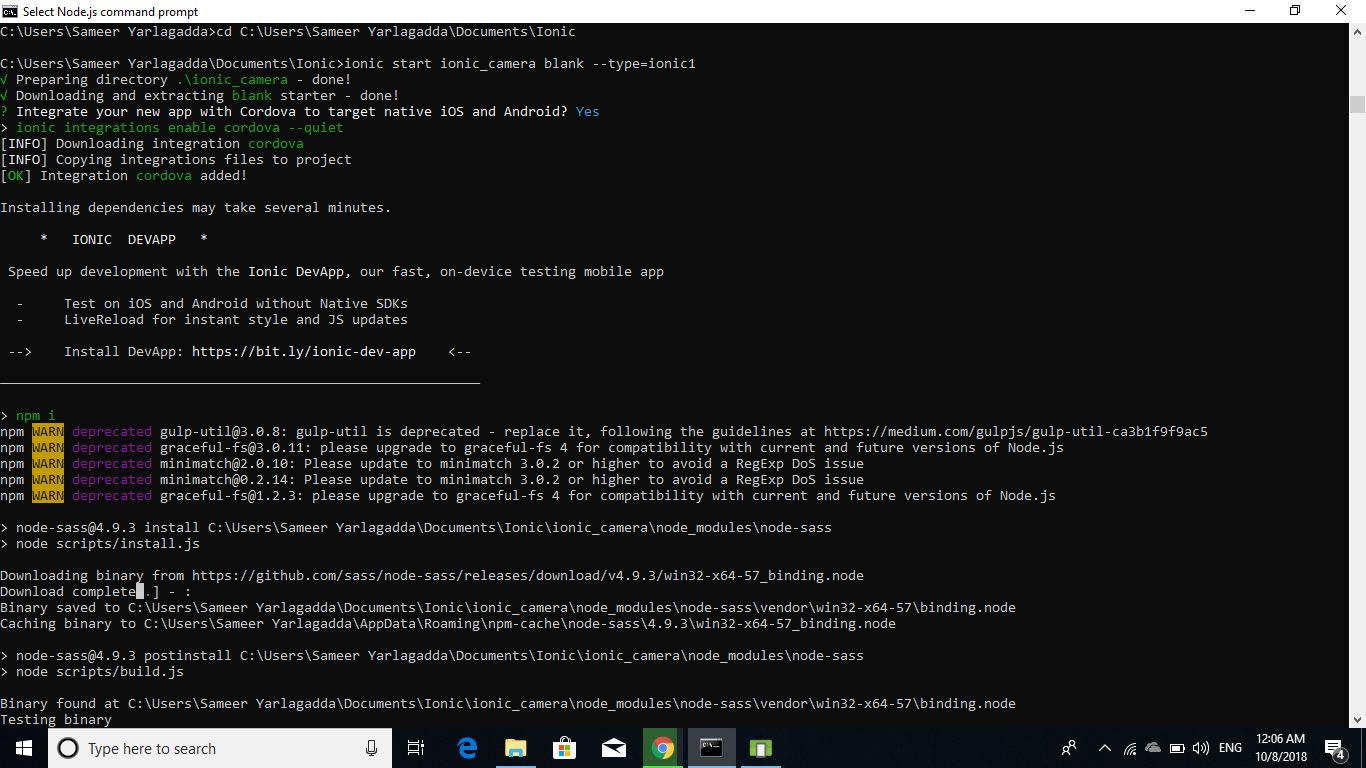 Select Node.js command prompt
C:\Users\Sameer Yarlagadda>cd C:\Users\Sameer Yarlagadda\Documents\Ionic
C:\Users\Sameer Yarlagadda\Documents\Ionic>ionic start ionic_camera blank --type=ionic1
√ Preparing directory .\ionic_camera - done!
√ Downloading and extracting blank starter - done!
? Integrate your new app with Cordova to target native iOS and Android? Yes
> ionic integrations enable cordova --quiet
[INFO] Downloading integration cordova
[INFO] Copying integrations files to project
[OK] Integration cordova added!
Installing dependencies may take several minutes.
* IONIC DEVAPP *
Speed up development with the Ionic DevApp, our fast, on-device testing mobile app
- Test on iOS and Android without Native SDKs
- LiveReload for instant style and JS updates
--> Install DevApp: https://bit.ly/ionic-dev-app <--
> npm i
npm WARN deprecated gulp-util@3.0.8: gulp-util is deprecated - replace it, following the guidelines at https://medium.com/gulpjs/gulp-util-ca3b1f9f9ac5
npm WARN deprecated graceful-fs@3.0.11: please upgrade to graceful-fs 4 for compatibility with current and future versions of Node.js
npm WARN deprecated minimatch@2.0.10: Please update to minimatch 3.0.2 or higher to avoid a RegExp DoS issue
npm WARN deprecated minimatch@0.2.14: Please update to minimatch 3.0.2 or higher to avoid a RegExp DoS issue
npm WARN deprecated graceful-fs@1.2.3: please upgrade to graceful-fs 4 for compatibility with current and future versions of Node.js
> node-sass@4.9.3 install C:\Users\Sameer Yarlagadda\Documents\Ionic\ionic_camera\node_modules\node-sass
> node scripts/install.js
Downloading binary from https://github.com/sass/node-sass/releases/download/v4.9.3/win32-x64-57_binding.node
Download complete .] - :
Binary saved to C:\Users\Sameer Yarlagadda\Documents\Ionic\ionic_camera\node_modules\node-sass\vendor\win32-x64-57\binding.node
Caching binary to C:\Users\Sameer Yarlagadda\AppData\Roaming\npm-cache\node-sass\4.9.3\win32-x64-57_binding.node
> node-sass@4.9.3 postinstall C:\Users\Sameer Yarlagadda\Documents\Ionic\ionic_camera\node_modules\node-sass
> node scripts/build.js
Binary found at C:\Users\Sameer Yarlagadda\Documents\Ionic\ionic_camera\node_modules\node-sass\vendor\win32-x64-57\binding.node
Testing binary
Type here to search
ENG
12:06 AM
10/8/2018
4